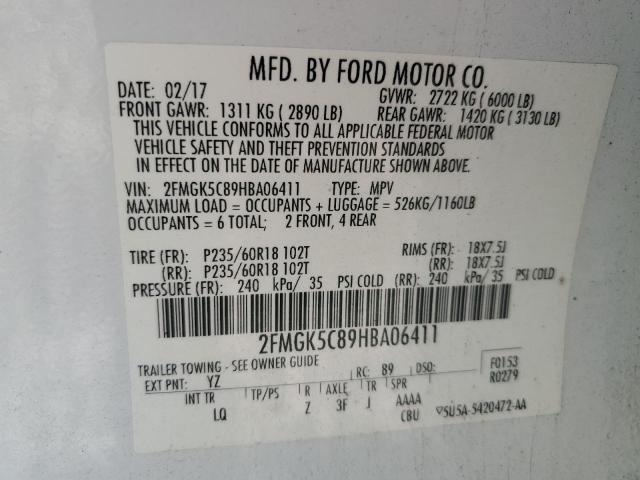 MFD. BY FORD MOTOR CO.
DATE: 02/17 GVWR: 2722 KG ( 6000 LB)
FRONT GAWR: 1311 KG ( 2890 LB) REAR GAWR: 1420 KG ( 3130 LB)
THIS VEHICLE CONFORMS TO ALL APPLICABLE FEDERAL MOTOR
VEHICLE SAFETY AND THEFT PREVENTION STANDARDS
IN EFFECT ON THE DATE OF MANUFACTURE SHOWN ABOVE.
VIN: 2FMGK5C89HBA06411 TYPE: MPV
MAXIMUM LOAD = OCCUPANTS + LUGGAGE = 526KG/1160LB
OCCUPANTS = 6 TOTAL; 2 FRONT, 4 REAR
TIRE (FR): P235/60R18 102T RIMS (FR): 18X7.5J
(RR): P235/60R18 102T (RR): 18X7.5J
PRESSURE (FR): 240 kPa/ 35 PSI COLD (RR): 240 kPa/ 35 PSI COLD
2FMGK5C89HBA06411
TRAILER TOWING - SEE OWNER GUIDE
EXT PNT: YZ RC: 89 DSO: F0153
R0279
INT TR TP/PS R AXLE TR SPR
LQ Z 3F J AAAA
CBU 5U5A-5420472-AA